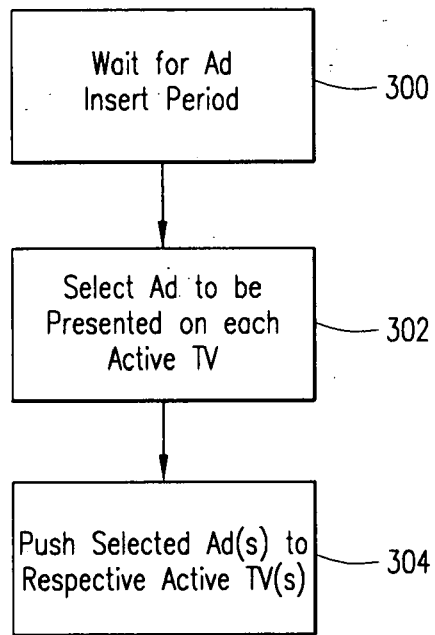 Wait for Ad
Insert Period
300
Select Ad to be
Presented on each
Active TV
302
Push Selected Ad(s) to
Respective Active TV(s)
304